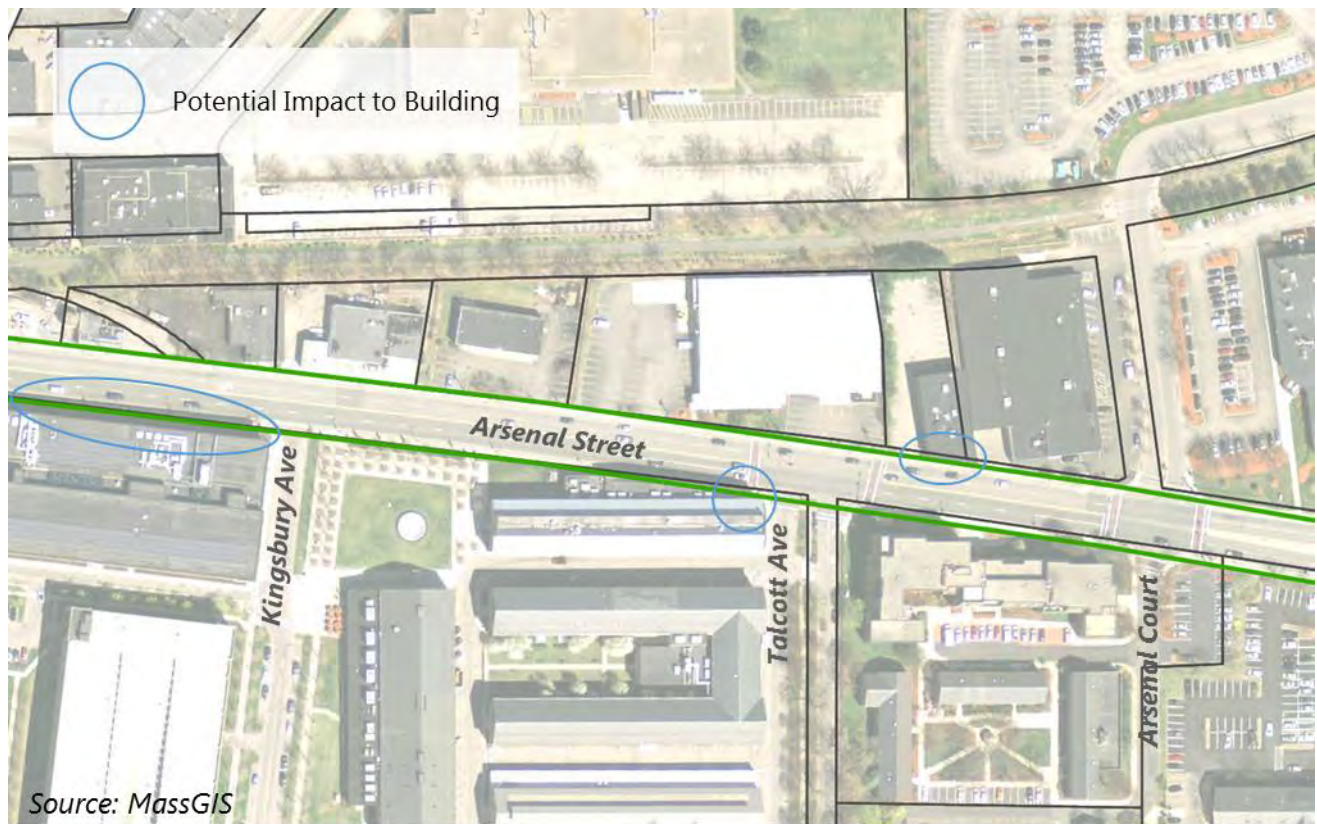 Potential Impact to Building
Arsenal Street
Kingsbury Ave
Talcott Ave
Arsenal Court
Source: MassGIS